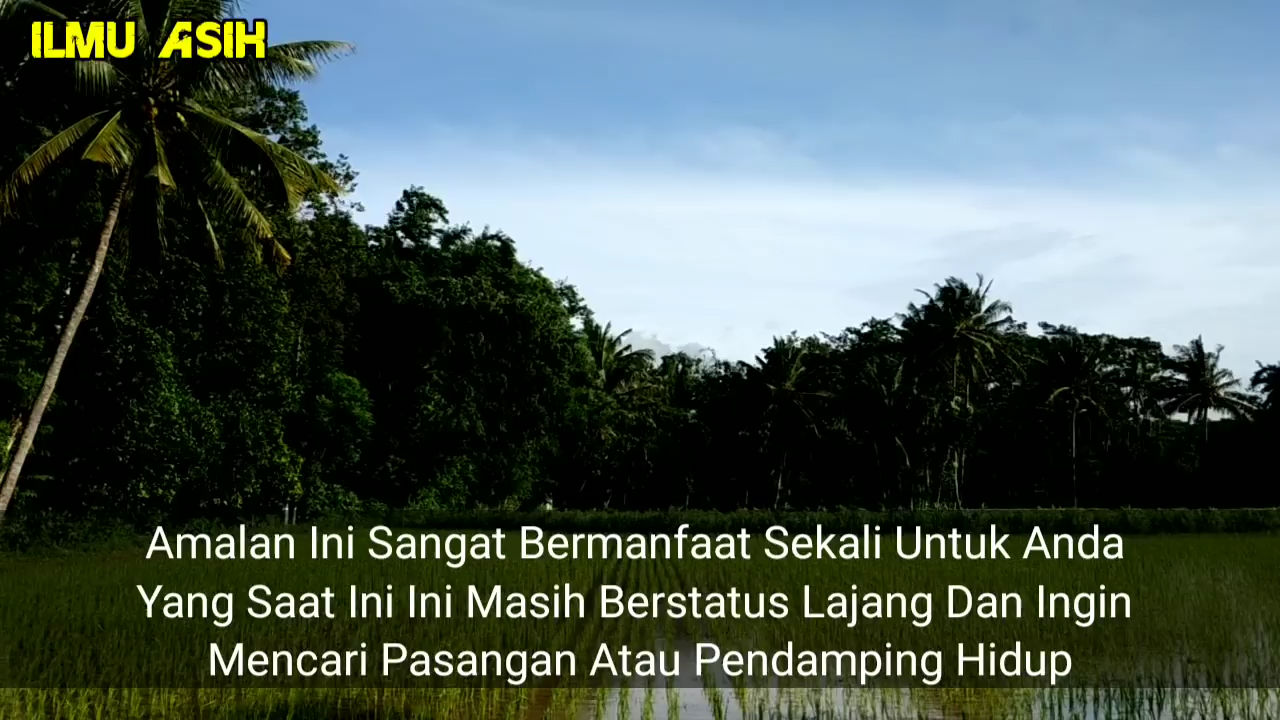 ILMU ASIH
Amalan Ini Sangat Bermanfaat Sekali Untuk Anda
Yang Saat Ini Ini Masih Berstatus Lajang Dan Ingin
Mencari Pasangan Atau Pendamping Hidup